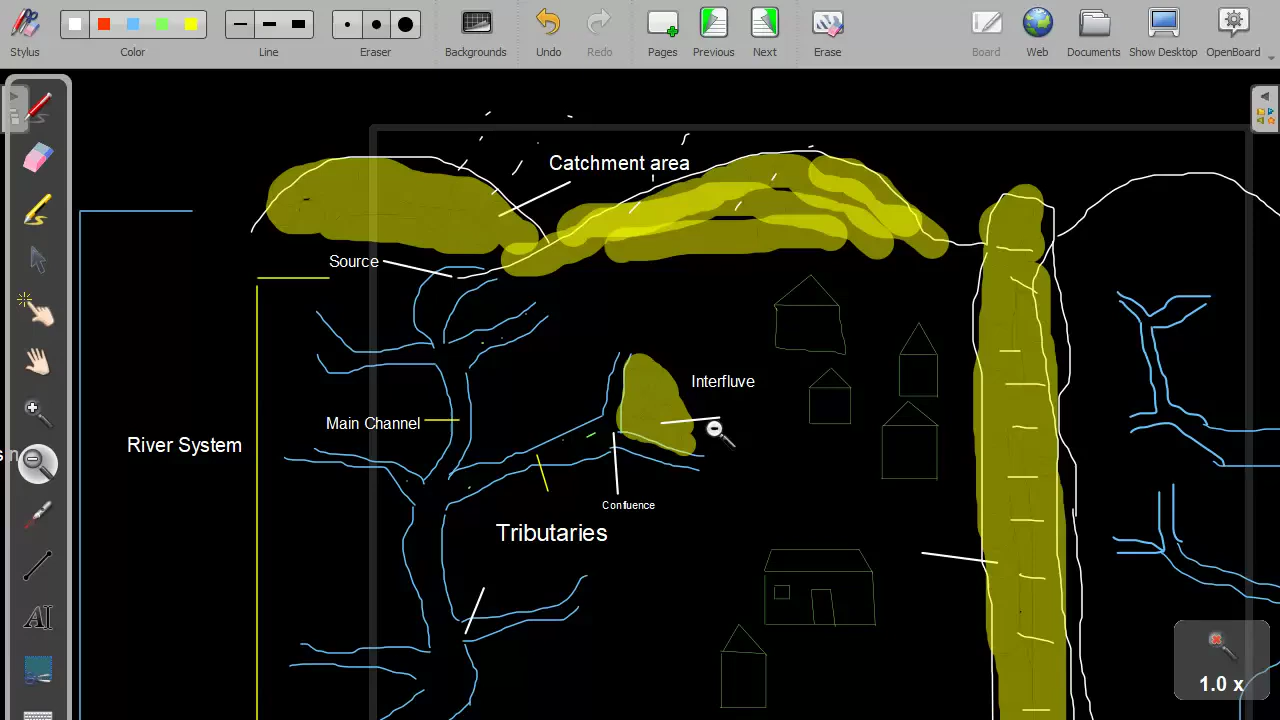 Stylus
Color
Line
Eraser
Backgrounds
Undo
Redo
Pages
Previous
Next
Erase
Board
Web
Documents
Show Desktop
OpenBoard
Catchment area
Source
Interfluve
Main Channel
River System
s n
Confluence
Tributaries
1.0 x